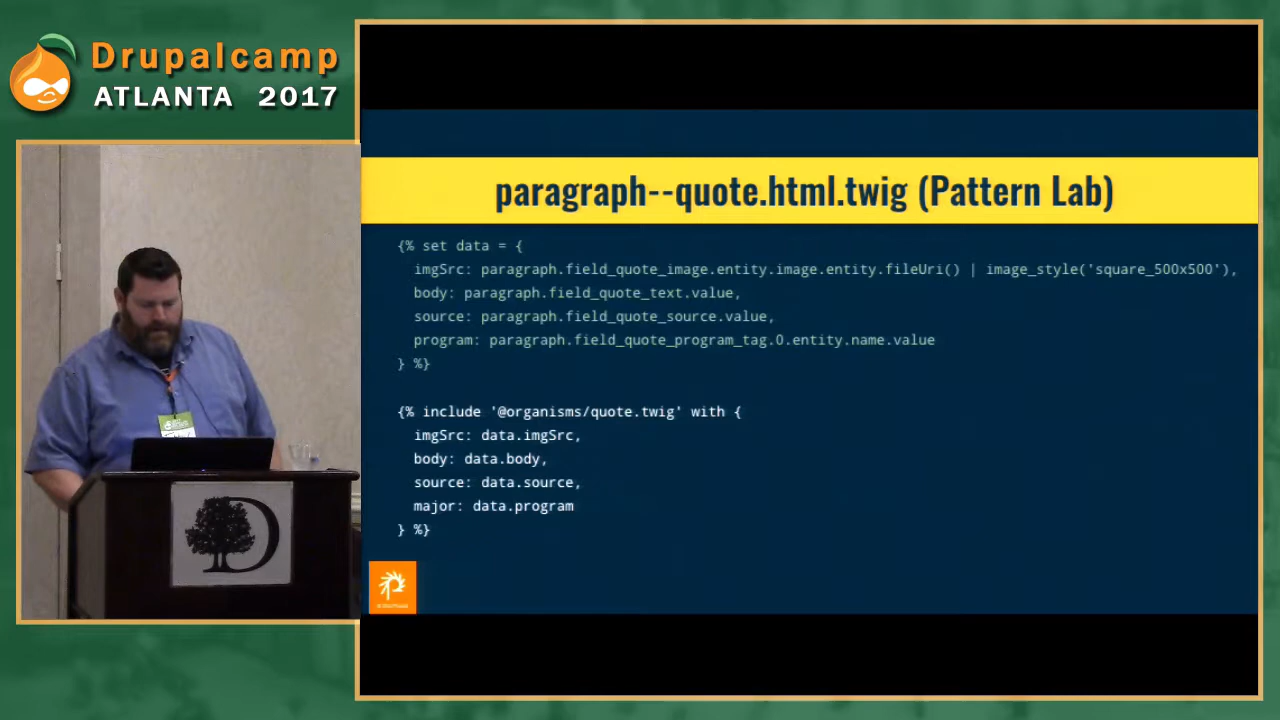 Drupalcamp
ATLANTA 2017
paragraph--quote.html.twig (Pattern Lab)
{% set data = {
imgSrc: paragraph.field_quote_image.entity.image.entity.fileUri() | image_style('square_500x500'),
body: paragraph.field_quote_text.value,
source: paragraph.field_quote_source.value,
program: paragraph.field_quote_program_tag.0.entity.name.value
} %}
{% include '@organisms/quote.twig' with {
imgSrc: data.imgSrc,
body: data.body,
source: data.source,
major: data.program
} %}
D